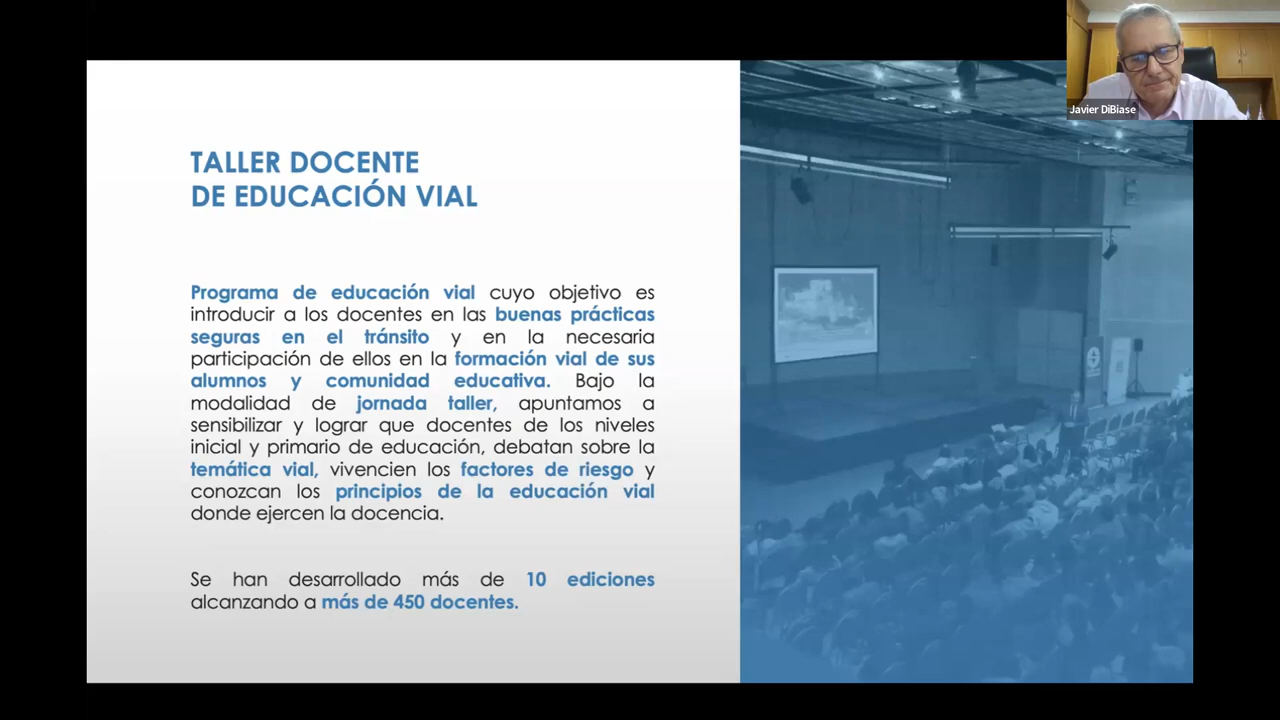 TALLER DOCENTE
DE EDUCACIÓN VIAL
Programa de educación vial cuyo objetivo es
introducir a los docentes en las buenas prácticas
seguras en el tránsito y en la necesaria
participación de ellos en la formación vial de sus
alumnos y comunidad educativa. Bajo la
modalidad de jornada taller, apuntamos a
sensibilizar y lograr que docentes de los niveles
inicial y primario de educación, debatan sobre la
temática vial, vivencien los factores de riesgo y
conozcan los principios de la educación vial
donde ejercen la docencia.
Se han desarrollado más de 10 ediciones
alcanzando a más de 450 docentes.
Javier DiBiase